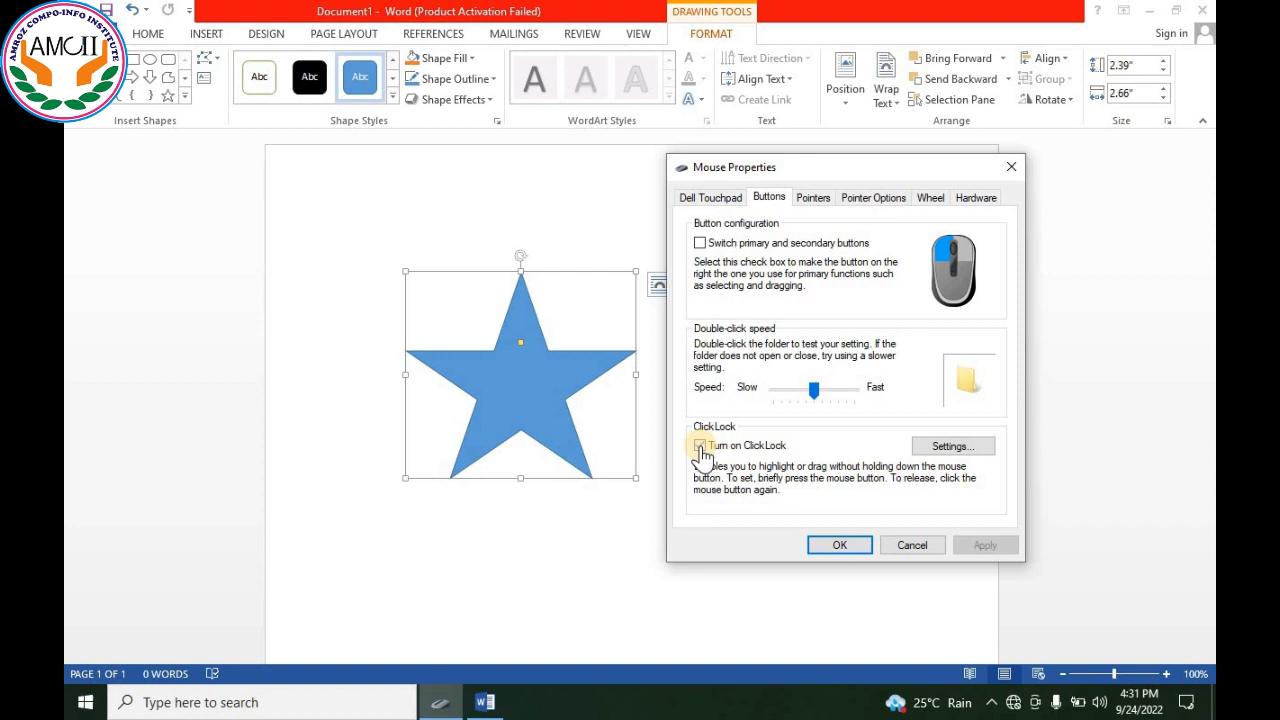 AMROZ COMPO-INFO INSTITUTE
AMCII
Document1 - Word (Product Activation Failed)
DRAWING TOOLS
HOME INSERT DESIGN PAGE LAYOUT REFERENCES MAILINGS REVIEW VIEW FORMAT
Sign in
Abc Abc Abc
Shape Fill
Shape Outline
Shape Effects
A A A
Text Direction
Align Text
Create Link
Position
Wrap Text
Bring Forward
Send Backward
Selection Pane
Align
Group
Rotate
2.39"
2.66"
Insert Shapes Shape Styles WordArt Styles Text Arrange Size
Mouse Properties
Dell Touchpad Buttons Pointers Pointer Options Wheel Hardware
Button configuration
Switch primary and secondary buttons
Select this check box to make the button on the
right the one you use for primary functions such
as selecting and dragging.
Double-click speed
Double-click the folder to test your setting. If the
folder does not open or close, try using a slower
setting.
Speed: Slow Fast
ClickLock
Turn on ClickLock
Settings...
bles you to highlight or drag without holding down the mouse
button. To set, briefly press the mouse button. To release, click the
mouse button again.
OK Cancel Apply
PAGE 1 OF 1 0 WORDS
100%
Type here to search
25°C Rain
4:31 PM
9/24/2022